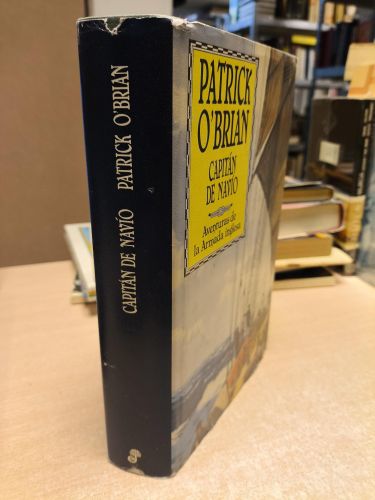 CAPITÁN DE NAVÍO PATRICK O'BRIAN
PATRICK
O'BRIAN
CAPITÁN
DE NAVÍO
Aventuras de
la Armada inglesa